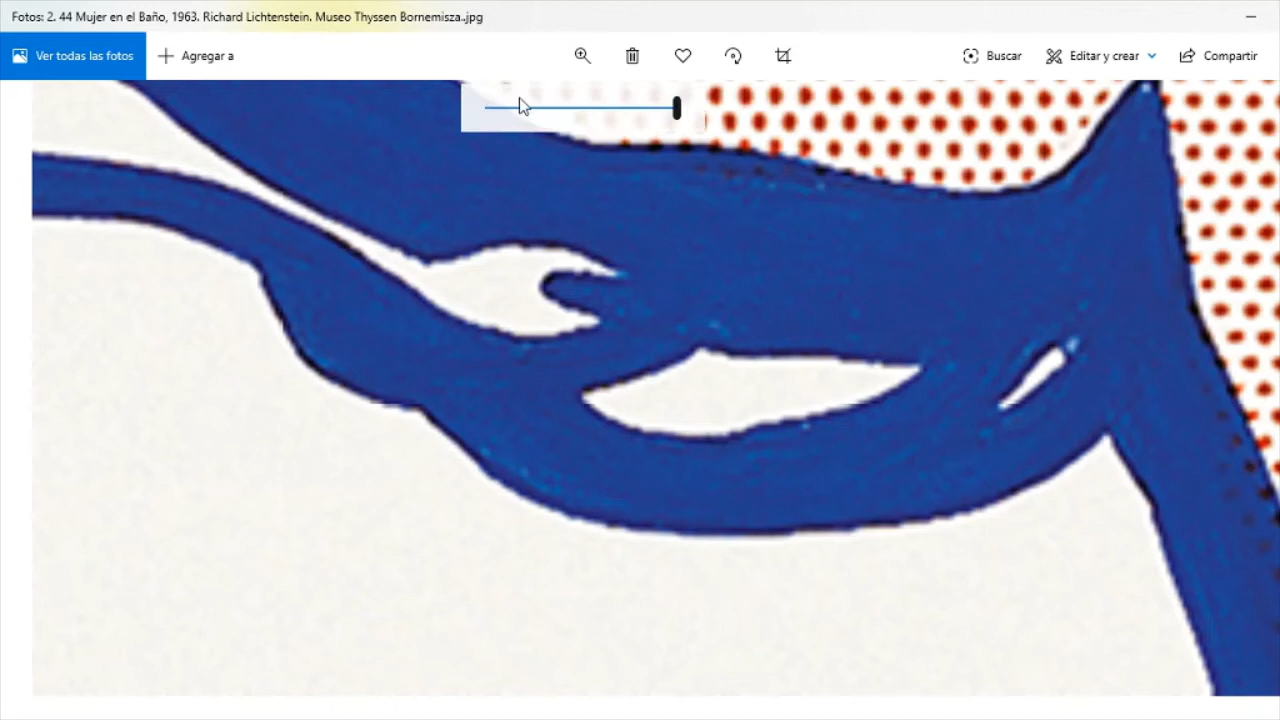 Fotos: 2. 44 Mujer en el Baño, 1963. Richard Lichtenstein. Museo Thyssen Bornemisza..jpg
Ver todas las fotos
Agregar a
Buscar
Editar y crear
Compartir